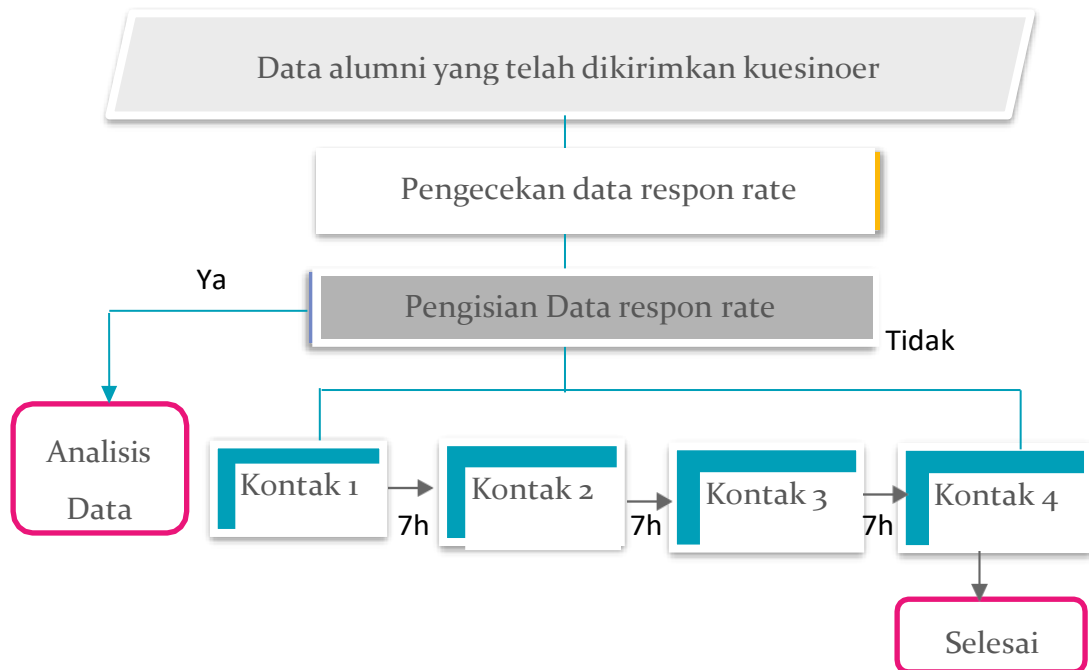 Data alumni yang telah dikirimkan kuesinoer
Pengecekan data respon rate
Ya
Pengisian Data respon rate
Tidak
Analisis
Data
Kontak 1
7h
Kontak 2
7h
Kontak 3
7h
Kontak 4
Selesai